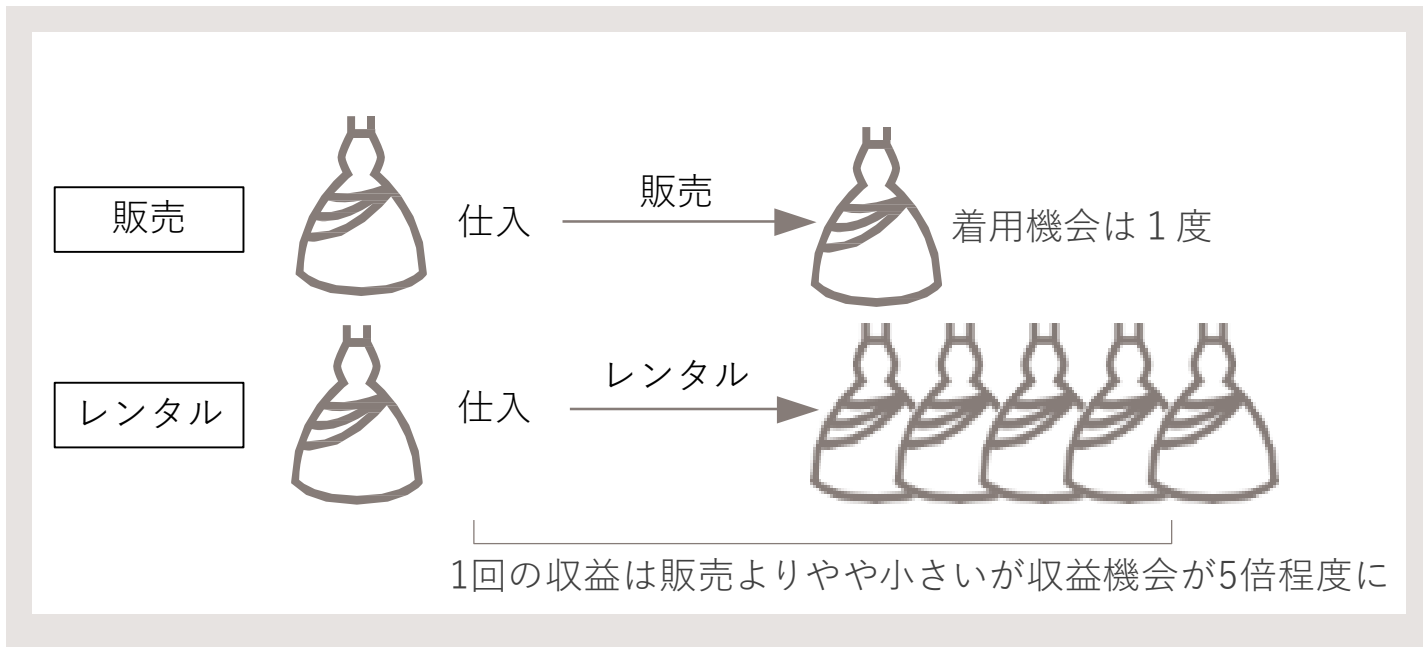 販売
仕入
販売
着用機会は１度
レンタル
仕入
レンタル
1回の収益は販売よりやや小さいが収益機会が5倍程度に